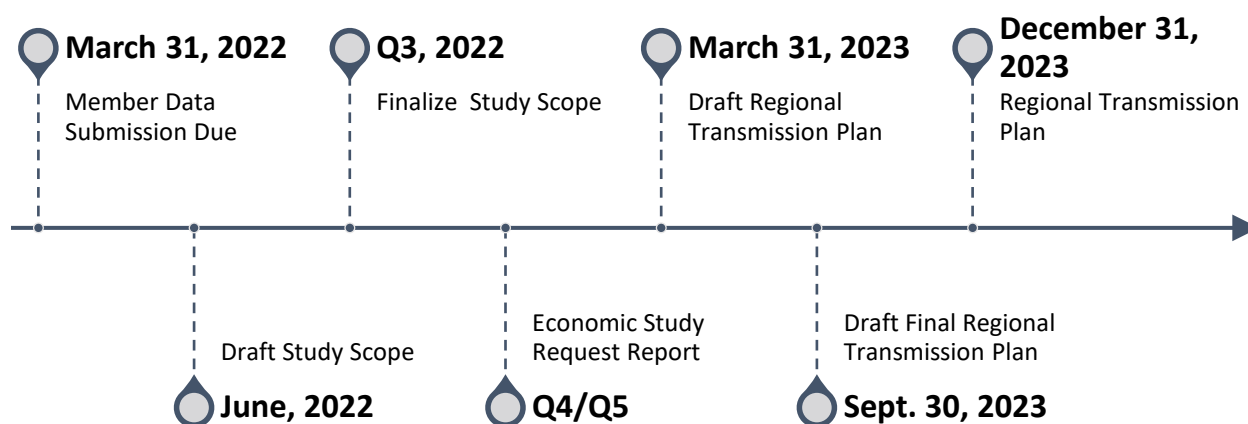 March 31, 2022
Member Data
Submission Due
Q3, 2022
Finalize Study Scope
March 31, 2023
Draft Regional
Transmission Plan
December 31,
2023
Regional Transmission
Plan
Draft Study Scope
June, 2022
Economic Study
Request Report
Q4/Q5
Draft Final Regional
Transmission Plan
Sept. 30, 2023